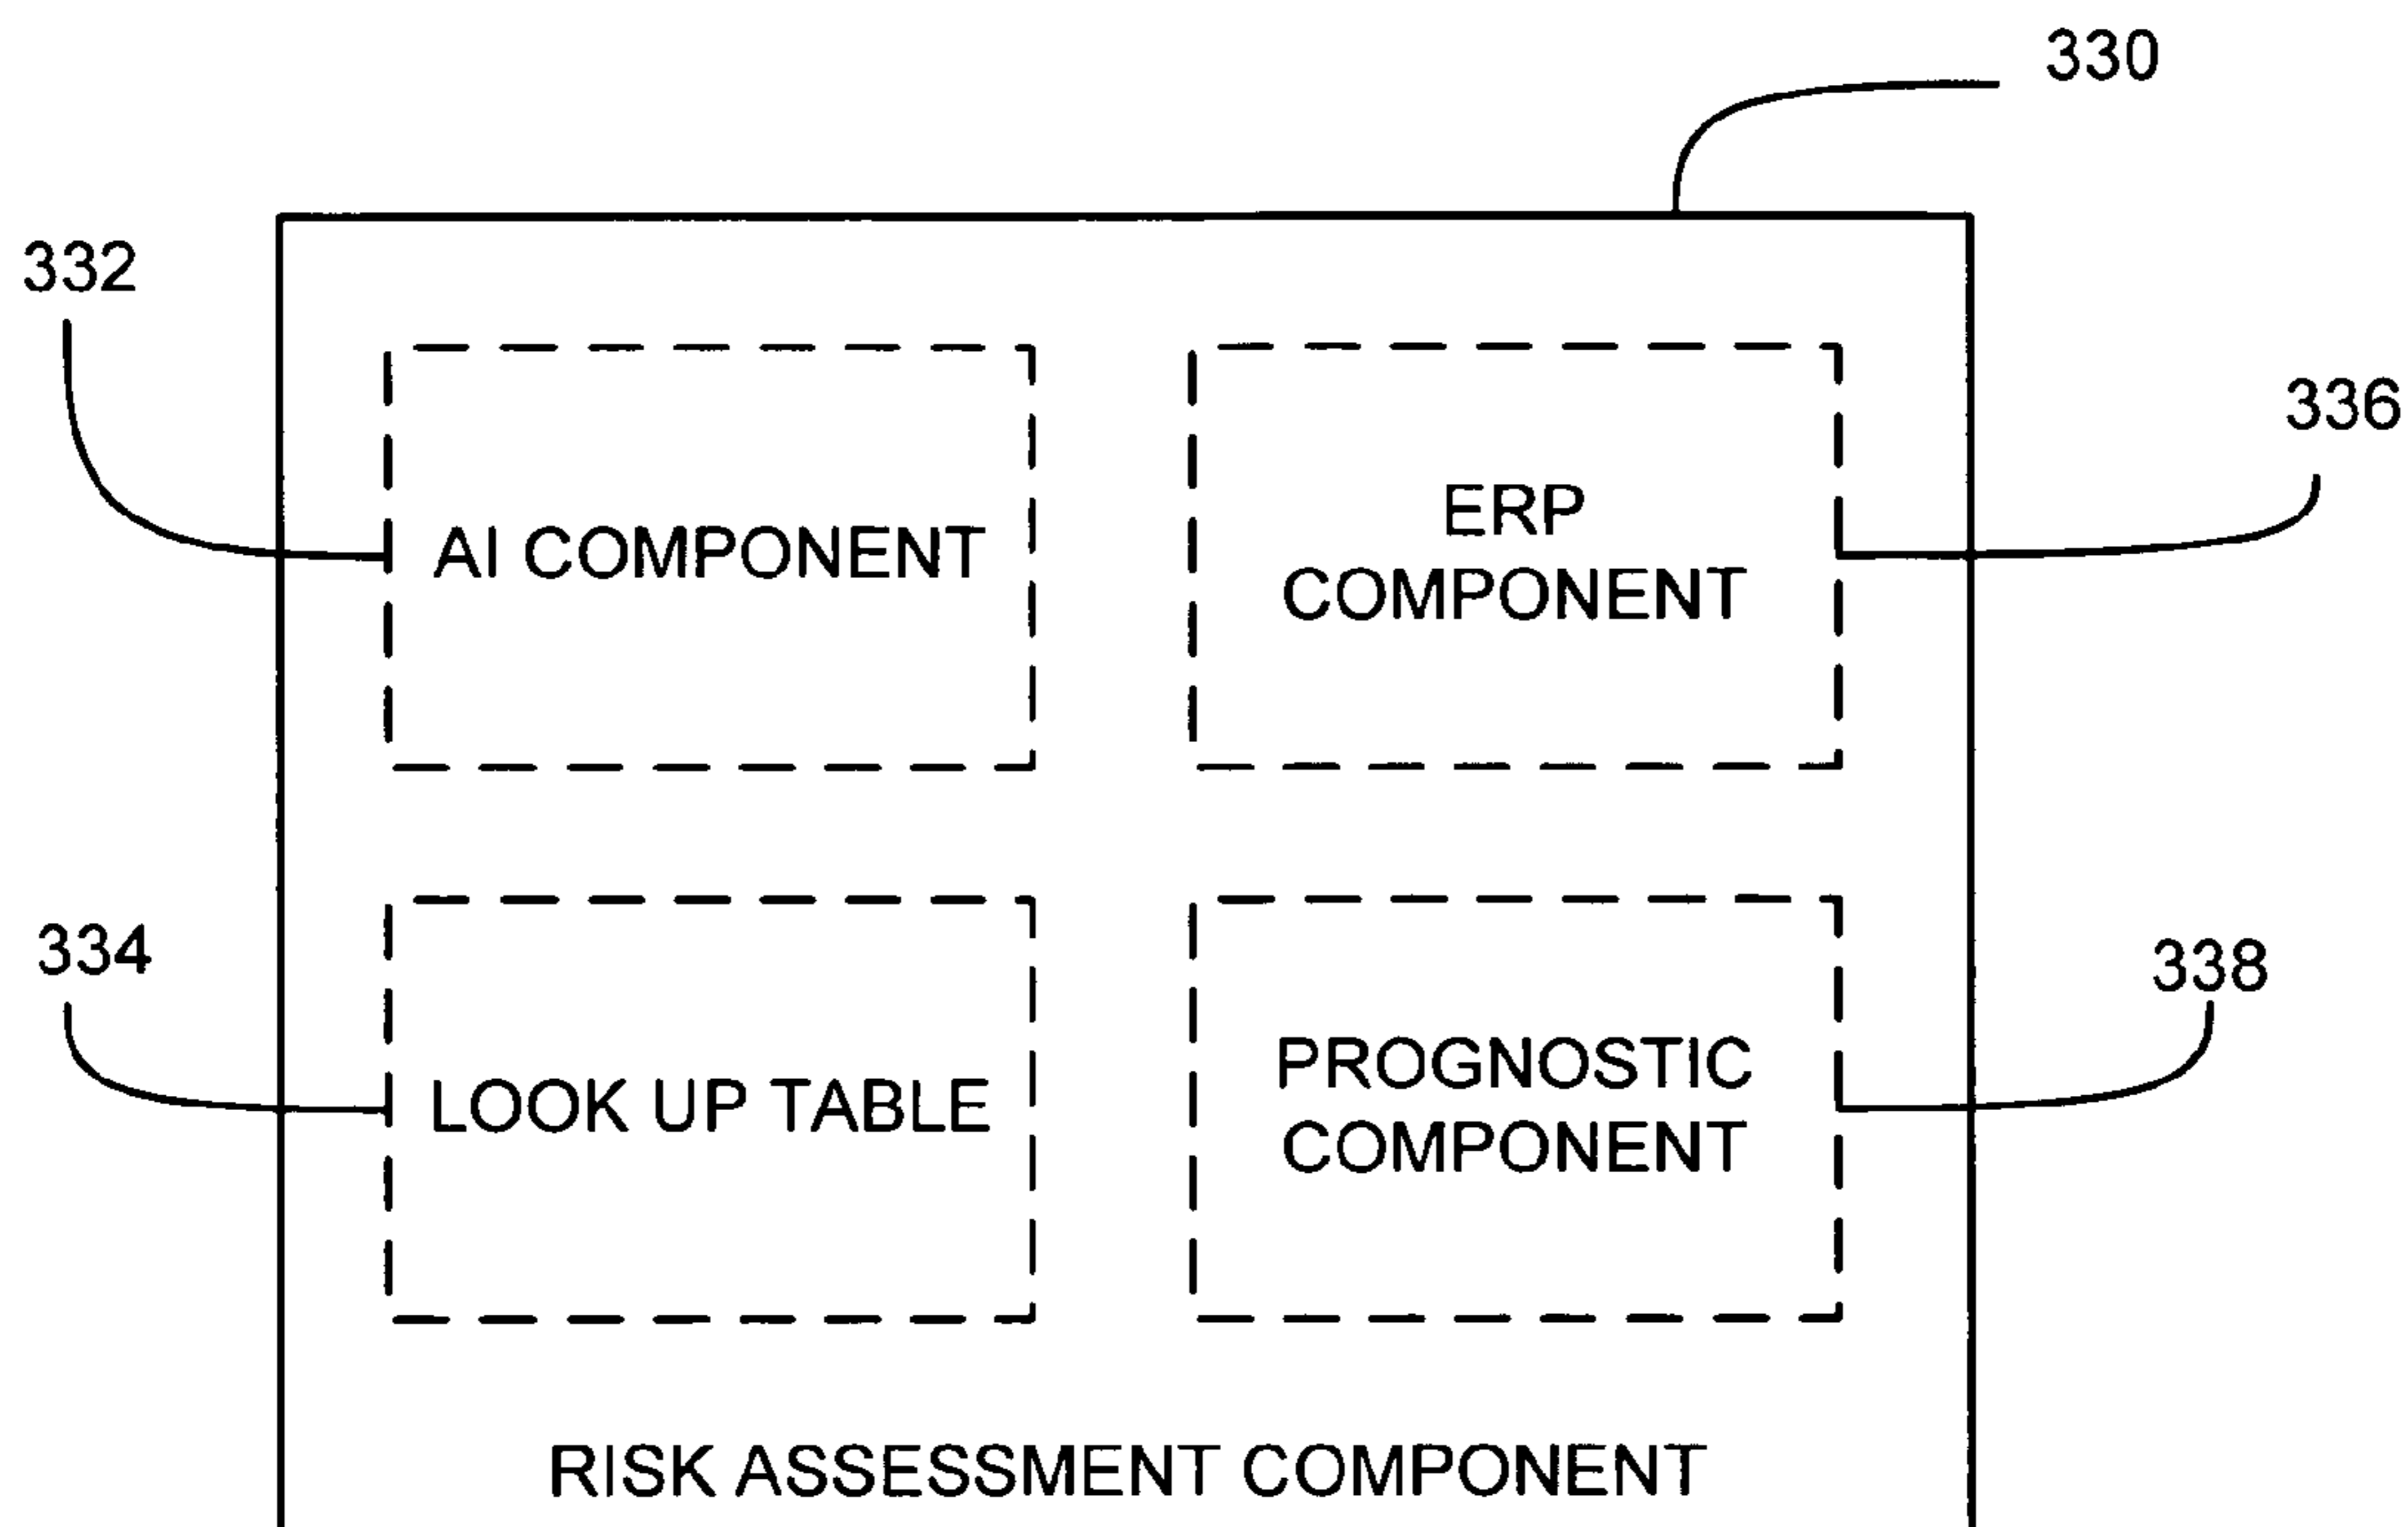 330
332
336
AI COMPONENT
ERP
COMPONENT
334
338
LOOK UP TABLE
PROGNOSTIC
COMPONENT
RISK ASSESSMENT COMPONENT